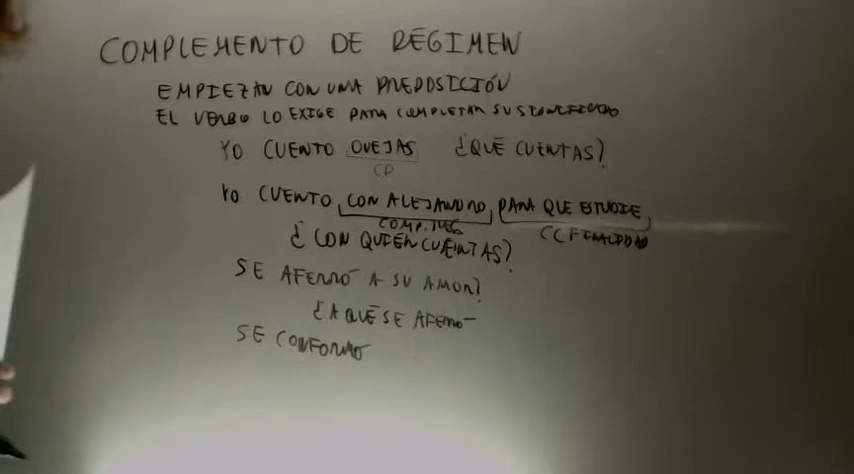 COMPLEMENTO DE RÉGIMEN
EMPIEZAN CON UNA PREPOSICIÓN
EL VERBO LO EXIGE PARA COMPLETAR SU SIGNIFICADO
YO CUENTO OVEJAS ¿QUÉ CUENTAS?
CD
YO CUENTO CON ALEJANDRO, PARA QUE ESTUDIE
COMP. REG CC FINALIDAD
¿CON QUIÉN CUENTAS?
SE AFERRÓ A SU AMOR
¿A QUÉ SE AFERRÓ
SE CONFORMÓ